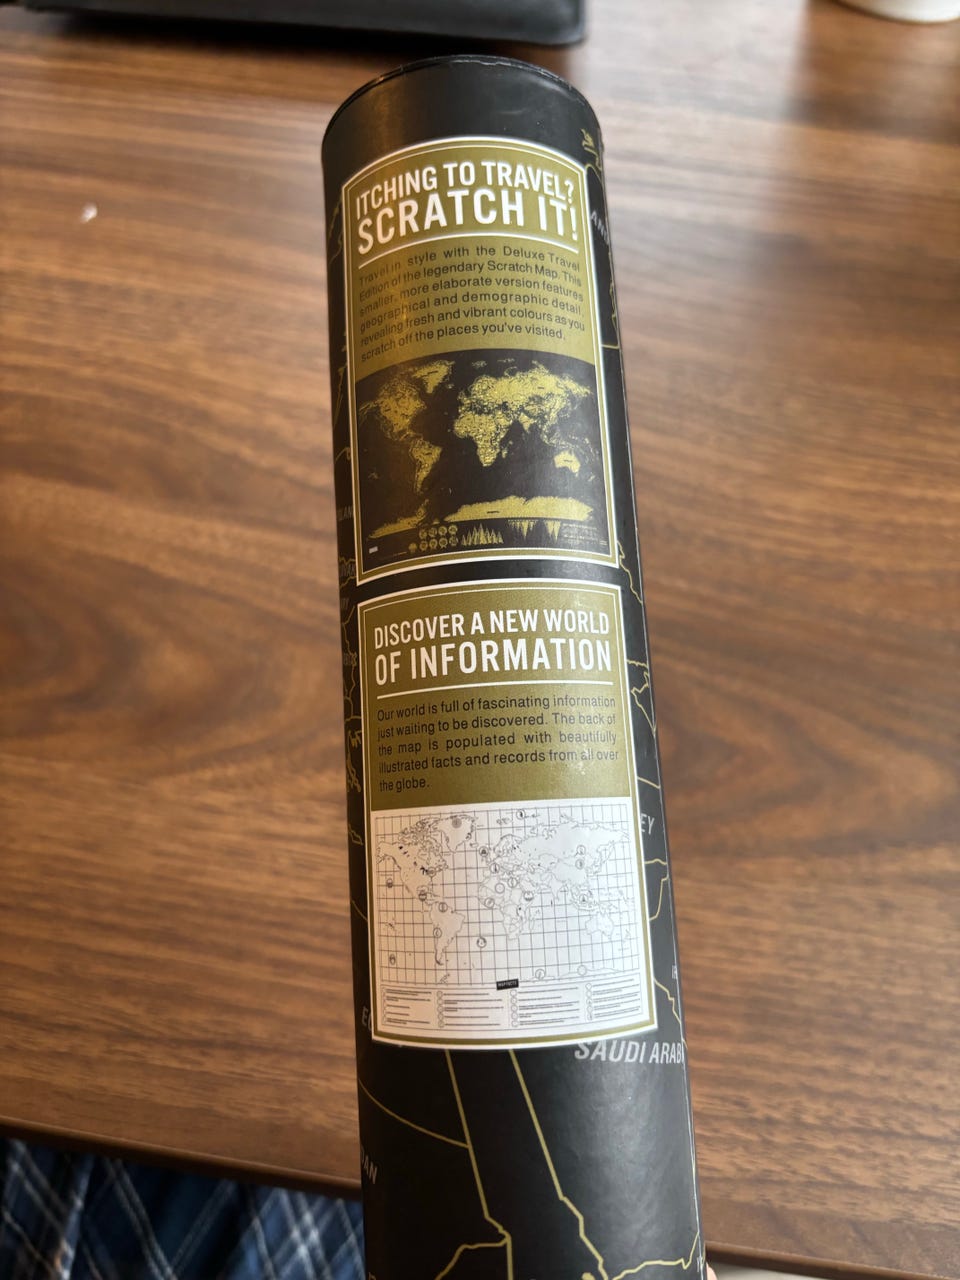 ITCHING TO TRAVEL?
SCRATCH IT!
Travel in style with the Deluxe Travel
Edition of the legendary Scratch Map. This
smaller, more elaborate version features
geographical and demographic detail,
revealing fresh and vibrant colours as you
scratch off the places you've visited.
DISCOVER A NEW WORLD
OF INFORMATION
Our world is full of fascinating information
just waiting to be discovered. The back of
the map is populated with beautifully
illustrated facts and records from all over
the globe.
EY
SAUDI ARAB